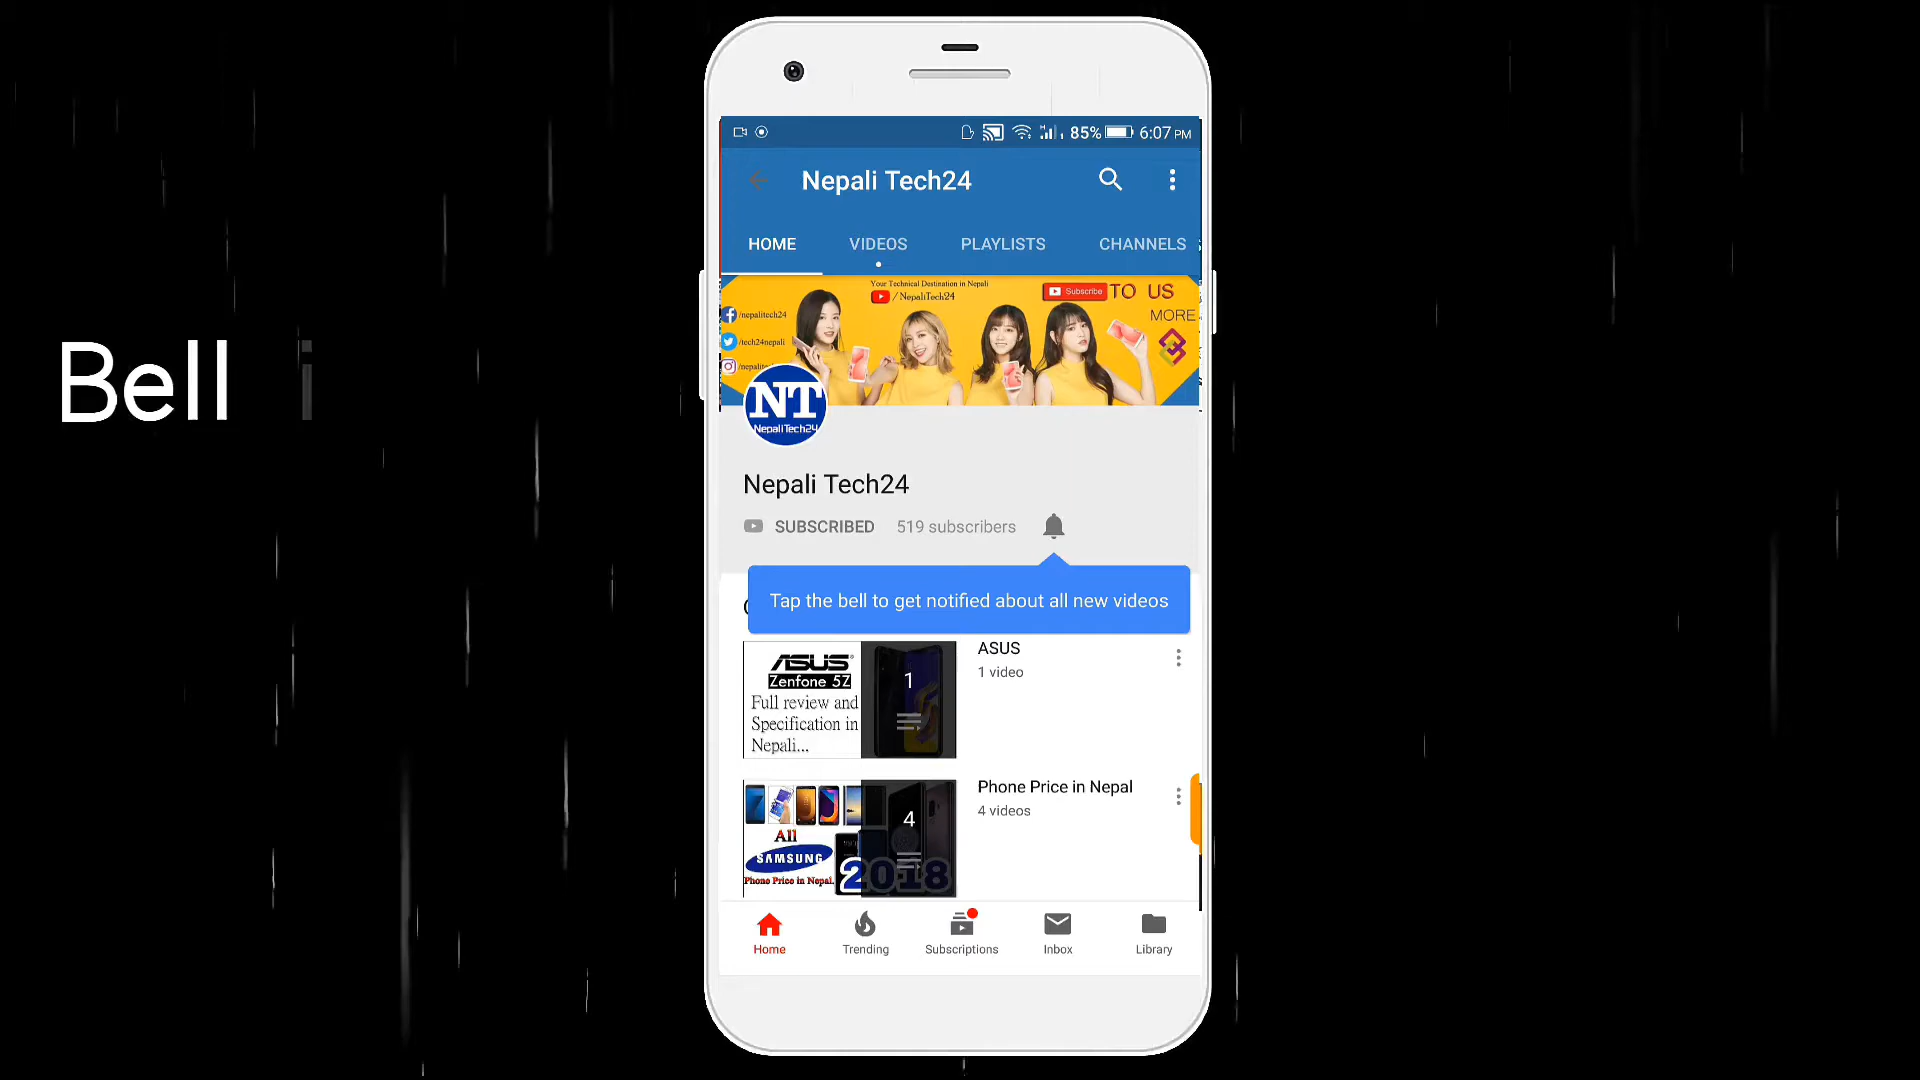 85% 6:07 PM
Nepali Tech24
HOME VIDEOS PLAYLISTS CHANNELS
Your Technical Destination in Nepali
/NepaliTech24
Subscribe TO US
MORE
/nepalitech24
/tech24nepali
NT
NepaliTech24
Bell i
Nepali Tech24
SUBSCRIBED 519 subscribers
Tap the bell to get notified about all new videos
ASUS
Zenfone 5Z
Full review and
Specification in
Nepali...
1
ASUS
1 video
All
SAMSUNG
Phone Price in Nepal.
2018
4
Phone Price in Nepal
4 videos
Home Trending Subscriptions Inbox Library